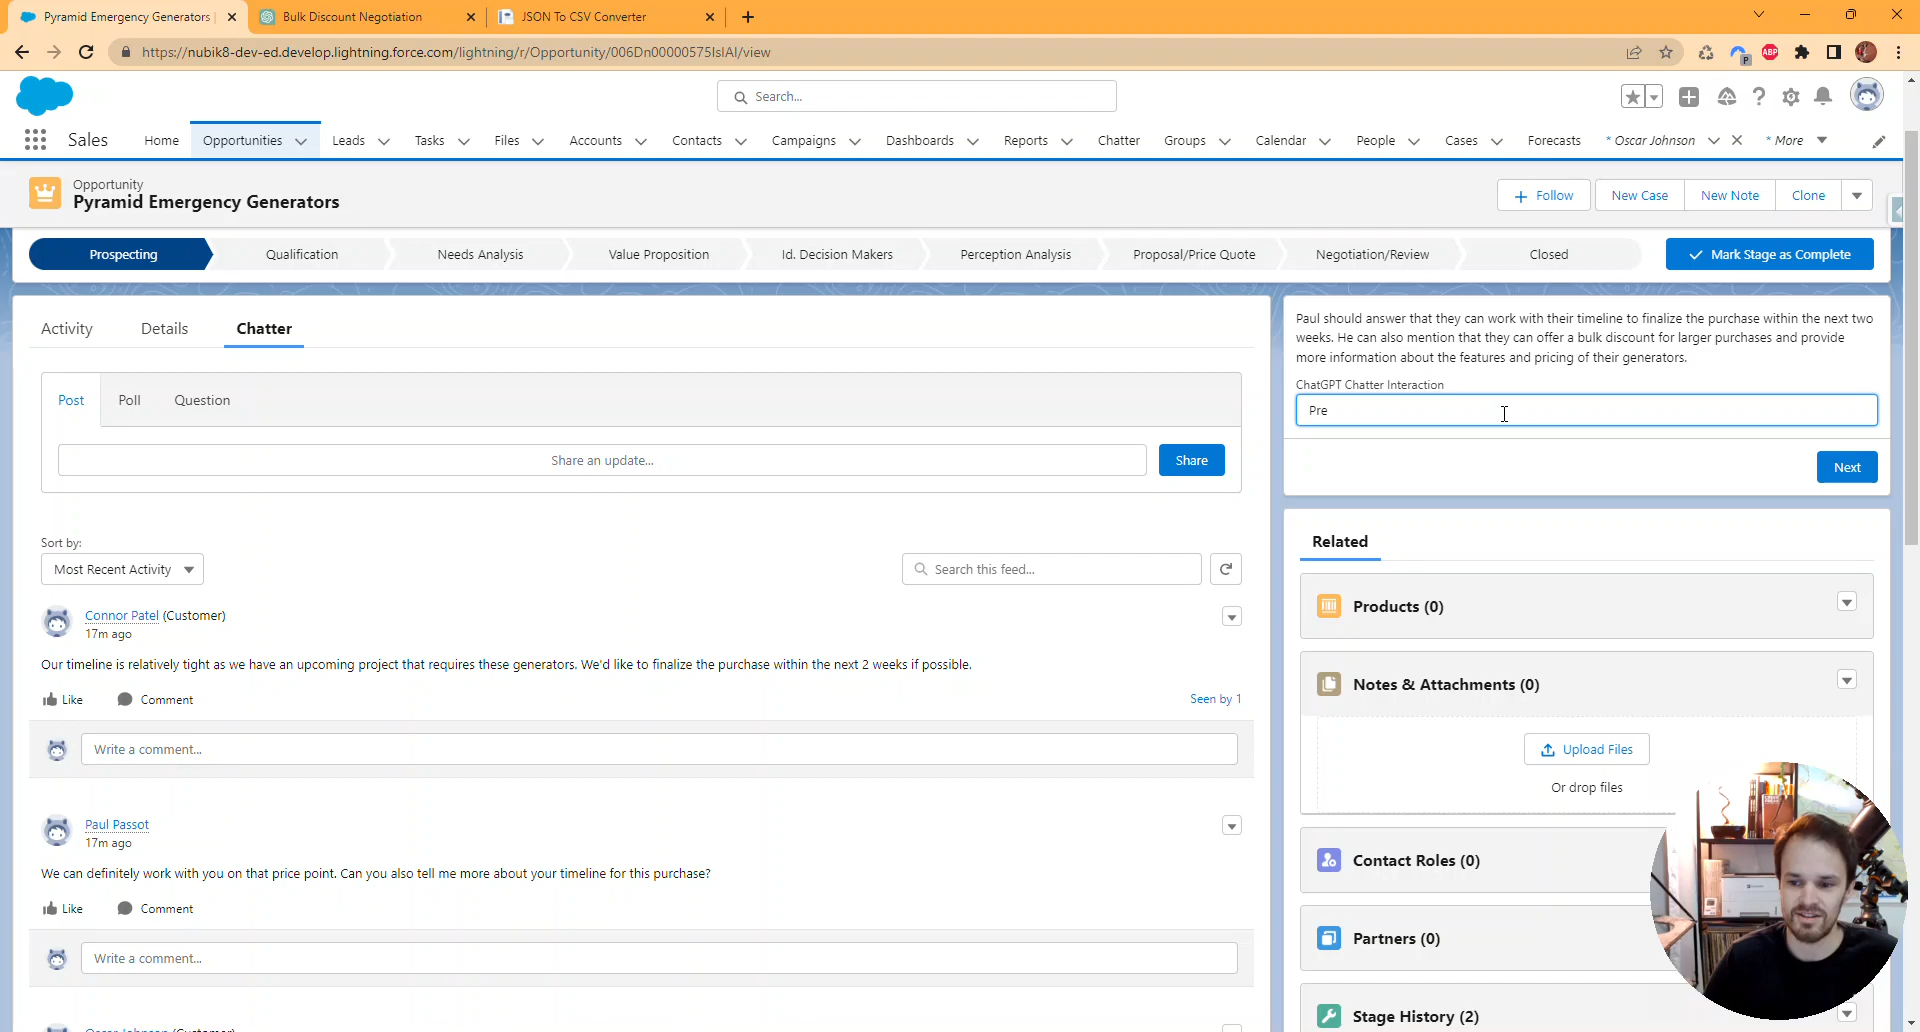 Pyramid Emergency Generators |
Bulk Discount Negotiation
JSON To CSV Converter
https://nubik8-dev-ed.develop.lightning.force.com/lightning/r/Opportunity/006Dn00000575IslAI/view
ABP
P
Search...
Sales
Home
Opportunities
Leads
Tasks
Files
Accounts
Contacts
Campaigns
Dashboards
Reports
Chatter
Groups
Calendar
People
Cases
Forecasts
* Oscar Johnson
* More
Opportunity
Pyramid Emergency Generators
Follow
New Case
New Note
Clone
Prospecting
Qualification
Needs Analysis
Value Proposition
Id. Decision Makers
Perception Analysis
Proposal/Price Quote
Negotiation/Review
Closed
Mark Stage as Complete
Activity
Details
Chatter
Post
Poll
Question
Share an update...
Share
Sort by:
Most Recent Activity
Search this feed...
Connor Patel (Customer)
17m ago
Our timeline is relatively tight as we have an upcoming project that requires these generators. We'd like to finalize the purchase within the next 2 weeks if possible.
Like
Comment
Seen by 1
Write a comment...
Paul Passot
17m ago
We can definitely work with you on that price point. Can you also tell me more about your timeline for this purchase?
Like
Comment
Write a comment...
Oscar Johnson (Customer)
Paul should answer that they can work with their timeline to finalize the purchase within the next two
weeks. He can also mention that they can offer a bulk discount for larger purchases and provide
more information about the features and pricing of their generators.
ChatGPT Chatter Interaction
Pre
Next
Related
Products (0)
Notes & Attachments (0)
Upload Files
Or drop files
Contact Roles (0)
Partners (0)
Stage History (2)